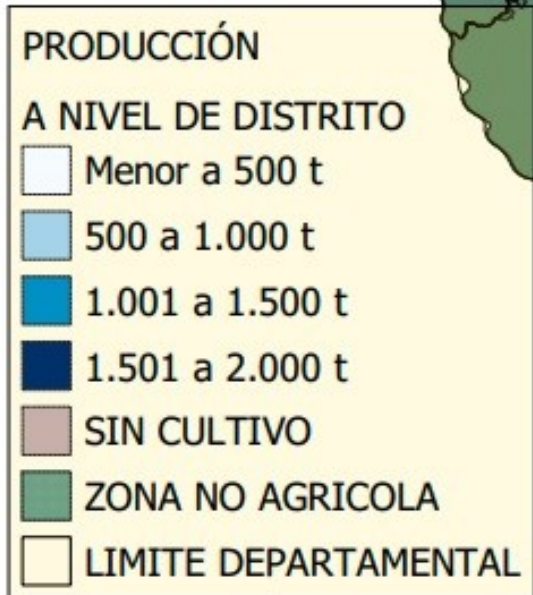 PRODUCCIÓN
A NIVEL DE DISTRITO
Menor a 500 t
500 a 1.000 t
1.001 a 1.500 t
1.501 a 2.000 t
SIN CULTIVO
ZONA NO AGRICOLA
LIMITE DEPARTAMENTAL